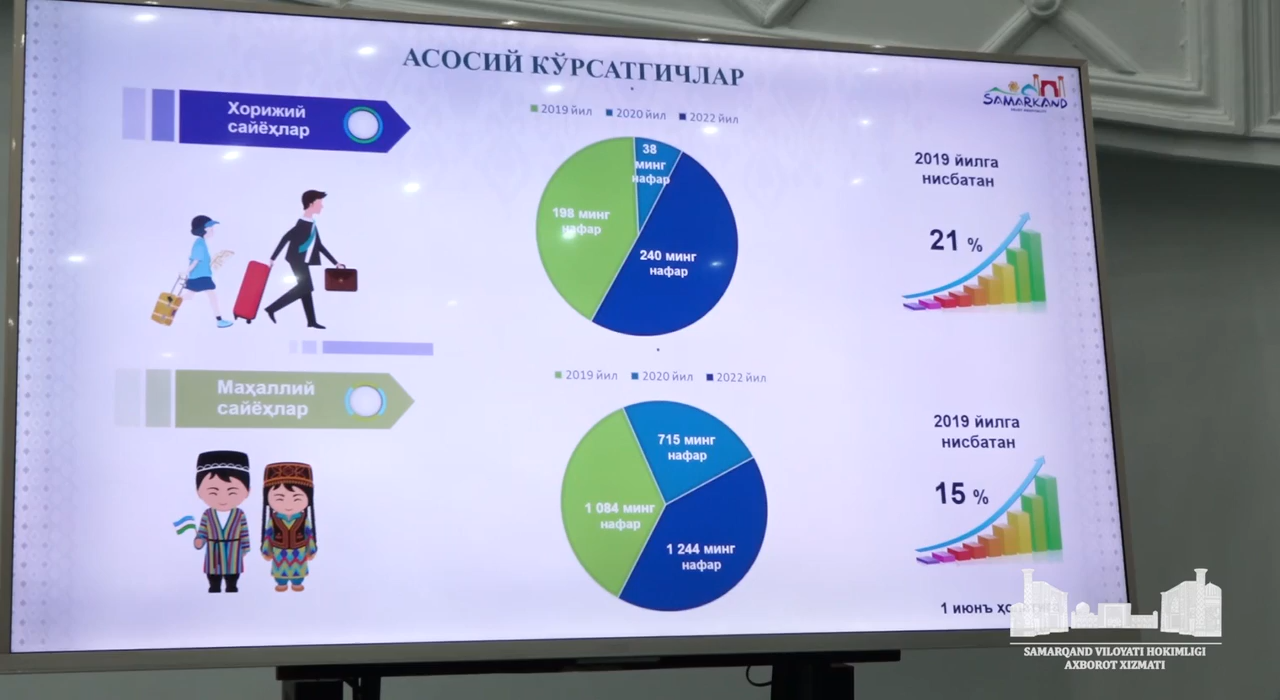 АСОСИЙ КЎРСАТГИЧЛАР
SAMARKAND
Хорижий
сайёҳлар
2019 йил 2020 йил 2022 йил
38
минг
нафар
198 минг
нафар
240 минг
нафар
2019 йилга
нисбатан
21 %
Маҳаллий
сайёҳлар
2019 йил 2020 йил 2022 йил
715 минг
нафар
1 084 минг
нафар
1 244 минг
нафар
2019 йилга
нисбатан
15 %
1 июнъ
SAMARQAND VILOYATI HOKIMLIGI
AXBOROT XIZMATI